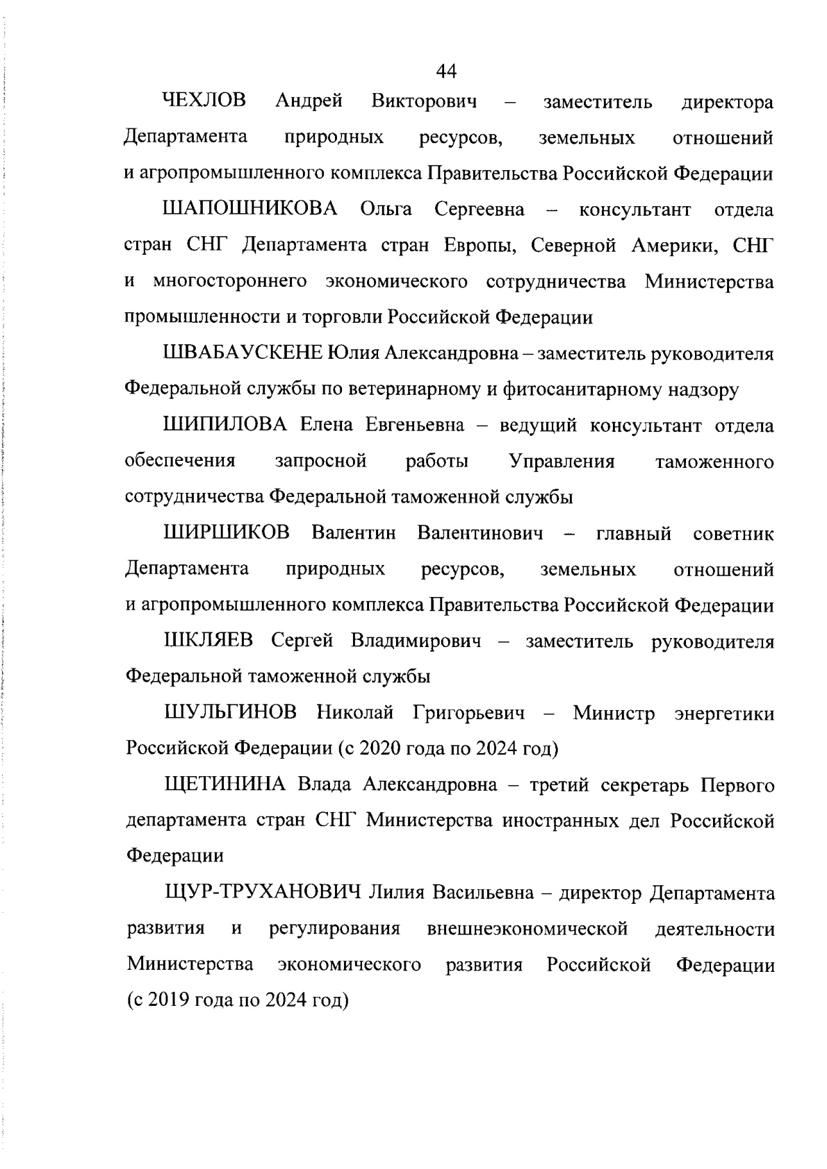 44
ЧЕХЛОВ Андрей Викторович – заместитель директора
Департамента природных ресурсов, земельных отношений
и агропромышленного комплекса Правительства Российской Федерации
ШАПОШНИКОВА Ольга Сергеевна – консультант отдела
стран СНГ Департамента стран Европы, Северной Америки, СНГ
и многостороннего экономического сотрудничества Министерства
промышленности и торговли Российской Федерации
ШВАБАУСКЕНЕ Юлия Александровна – заместитель руководителя
Федеральной службы по ветеринарному и фитосанитарному надзору
ШИПИЛОВА Елена Евгеньевна – ведущий консультант отдела
обеспечения запросной работы Управления таможенного
сотрудничества Федеральной таможенной службы
ШИРШИКОВ Валентин Валентинович – главный советник
Департамента природных ресурсов, земельных отношений
и агропромышленного комплекса Правительства Российской Федерации
ШКЛЯЕВ Сергей Владимирович – заместитель руководителя
Федеральной таможенной службы
ШУЛЬГИНОВ Николай Григорьевич – Министр энергетики
Российской Федерации (с 2020 года по 2024 год)
ЩЕТИНИНА Влада Александровна – третий секретарь Первого
департамента стран СНГ Министерства иностранных дел Российской
Федерации
ЩУР-ТРУХАНОВИЧ Лилия Васильевна – директор Департамента
развития и регулирования внешнеэкономической деятельности
Министерства экономического развития Российской Федерации
(с 2019 года по 2024 год)